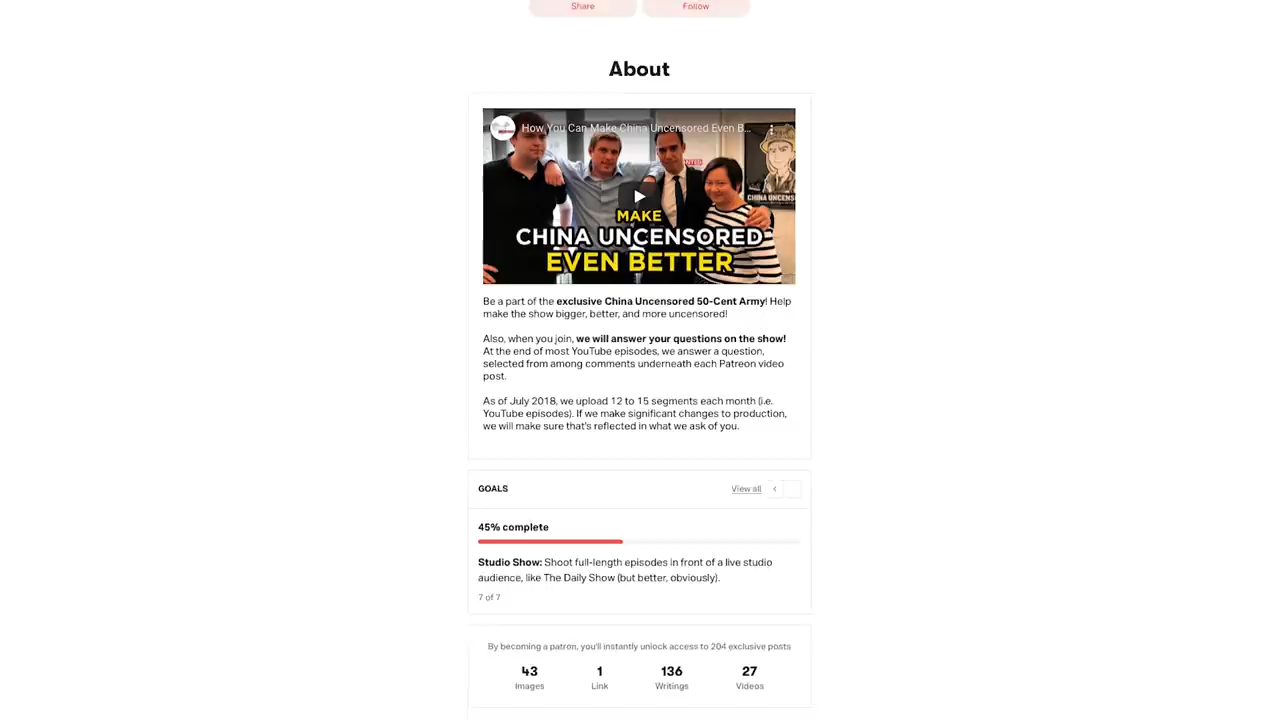 Share
Follow
About
How You Can Make China Uncensored Even B...
MAKE
CHINA UNCENSORED
EVEN BETTER
Be a part of the exclusive China Uncensored 50-Cent Army! Help
make the show bigger, better, and more uncensored!
Also, when you join, we will answer your questions on the show!
At the end of most YouTube episodes, we answer a question,
selected from among comments underneath each Patreon video
post.
As of July 2018, we upload 12 to 15 segments each month (i.e.
YouTube episodes). If we make significant changes to production,
we will make sure that's reflected in what we ask of you.
GOALS
View all
45% complete
Studio Show: Shoot full-length episodes in front of a live studio
audience, like The Daily Show (but better, obviously).
7 of 7
By becoming a patron, you'll instantly unlock access to 204 exclusive posts
43
1
136
27
Images
Link
Writings
Videos